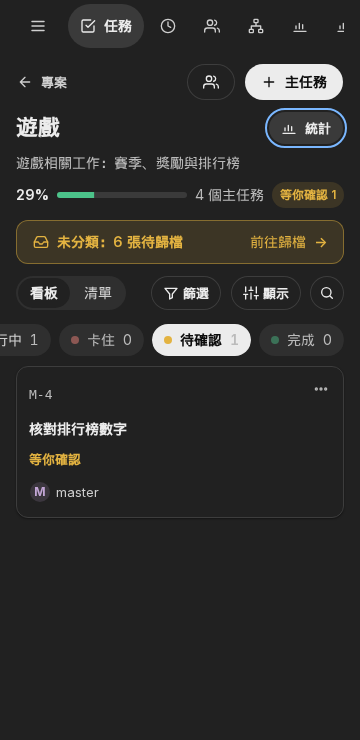 任務
專案
主任務
遊戲
統計
遊戲相關工作: 賽季、獎勵與排行榜
29%
4 個主任務
等你確認 1
未分類: 6 張待歸檔
前往歸檔
看板
清單
篩選
顯示
行中 1
卡住 0
待確認 1
完成 0
M-4
核對排行榜數字
等你確認
M master